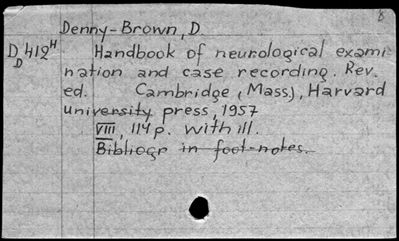 8
Denny-Brown, D.
D 412ᴴ Handbook of neurological exami-
D
nation and case recording. Rev.
ed. Cambridge (Mass.), Harvard
university press, 1957
VIII, 114 p. with ill.
Bibliogr in foot-notes.